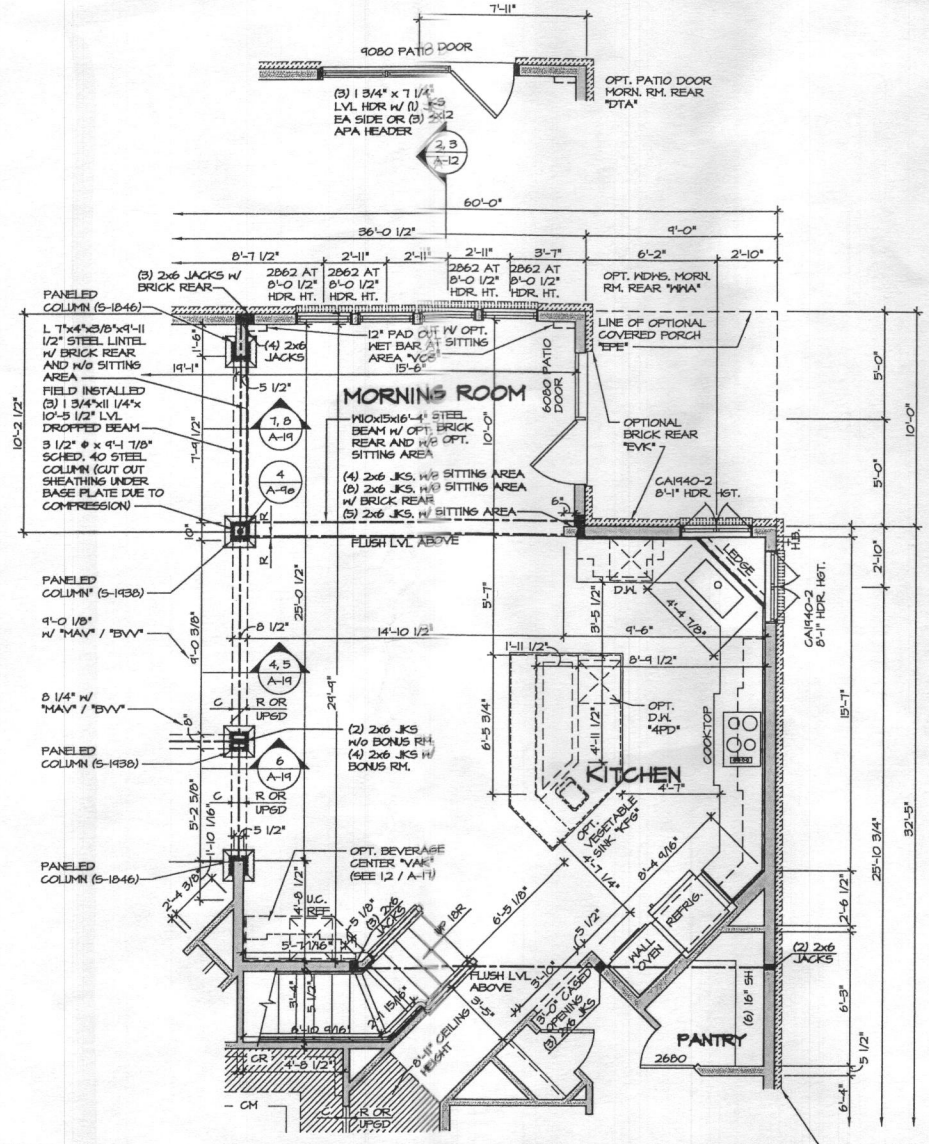 7'-11"
9080 PATIO DOOR
(3) 1 3/4" x 7 1/4"
LVL HDR W/ (1) JKS
EA SIDE OR (3) 2x12
APA HEADER
OPT. PATIO DOOR
MORN. RM. REAR
"DTA"
2, 3
A-12
60'-0"
36'-0 1/2"
9'-0"
8'-7 1/2"
2'-11"
2'-11"
2'-11"
3'-7"
6'-2"
2'-10"
(3) 2x6 JACKS W/
BRICK REAR
2862 AT
8'-0 1/2"
HDR. HT.
2862 AT
8'-0 1/2"
HDR. HT.
2862 AT
8'-0 1/2"
HDR. HT.
2862 AT
8'-0 1/2"
HDR. HT.
OPT. WDWS. MORN.
RM. REAR "WWA"
PANELED
COLUMN (S-1846)
LINE OF OPTIONAL
COVERED PORCH
"EPE"
L 7"x4"x3/8"x9'-11
1/2" STEEL LINTEL
W/ BRICK REAR
AND W/O SITTING
AREA
1'-6"
(4) 2x6
JACKS
12" PAD OUT W/ OPT.
WET BAR AT SITTING
AREA "VCS"
19'-1"
15'-6"
5 1/2"
FIELD INSTALLED
(3) 1 3/4"x11 1/4"x
10'-5 1/2" LVL
DROPPED BEAM
MORNING ROOM
6080 PATIO
DOOR
5'-0"
10'-2 1/2"
7'-9 1/2"
7, 8
A-19
W10x15x16'-4" STEEL
BEAM W/ OPT. BRICK
REAR AND W/O OPT.
SITTING AREA
10'-0"
10'-0"
OPTIONAL
BRICK REAR
"EVK"
3 1/2" Φ x 9'-1 7/8"
SCHED. 40 STEEL
COLUMN (CUT OUT
SHEATHING UNDER
BASE PLATE DUE TO
COMPRESSION)
4
A-9a
(4) 2x6 JKS. W/O SITTING AREA
(8) 2x6 JKS. W/O SITTING AREA
W/ BRICK REAR
(5) 2x6 JKS. W/ SITTING AREA
6"
CA1940-2
8'-1" HDR. HGT.
5'-0"
10"
R
R
FLUSH LVL ABOVE
H.B.
LEDGE
2'-10"
D.W.
PANELED
COLUMN" (S-1938)
25'-0 1/2"
5'-7"
3'-5 1/2"
4'-4 7/8"
CA1940-2
8'-1" HDR. HGT.
9'-0 1/8"
W/ "MAV" / "BVV"
9'-0 3/8"
8 1/2"
14'-10 1/2"
9'-6"
1'-11 1/2"
8'-9 1/2"
4, 5
A-19
29'-9"
8 1/4" W/
"MAV" / "BVV"
8"
C
R OR
UPGD
6'-5 3/4"
4'-11 1/2"
OPT.
D.W.
"4PD"
COOKTOP
15'-7"
(2) 2x6 JKS
W/O BONUS RM.
(4) 2x6 JKS W/
BONUS RM.
PANELED
COLUMN (S-1938)
6
A-19
KITCHEN
4'-7"
C
R OR
UPGD
5'-2 5/8"
1'-10 1/16"
5 1/2"
OPT.
VEGETABLE
SINK "KFG"
25'-10 3/4"
32'-5"
PANELED
COLUMN (S-1846)
OPT. BEVERAGE
CENTER "VAK"
(SEE 1,2 / A-17)
4'-7 1/4"
8'-4 9/16"
2'-4 3/8"
4'-8 1/2"
U.C.
REF
5 1/8"
(3) 2x6
JACKS
UP 18R
6'-5 1/8"
5 1/2"
REFRIG.
2'-6 1/2"
5'-7 1/16"
WALL
OVEN
(2) 2x6
JACKS
FLUSH LVL
ABOVE
3'-10"
3'-4"
5 1/2"
2'-1 15/16"
3'-5"
3'-0" CASED
OPENING
(3) 2x6 JKS
(6) 16" SH
6'-3"
6'-10 9/16"
8'-11" CEILING
HEIGHT
PANTRY
CR
4'-8 1/2"
2680
5 1/2"
CM
C
R OR
UPGD
6'-4"